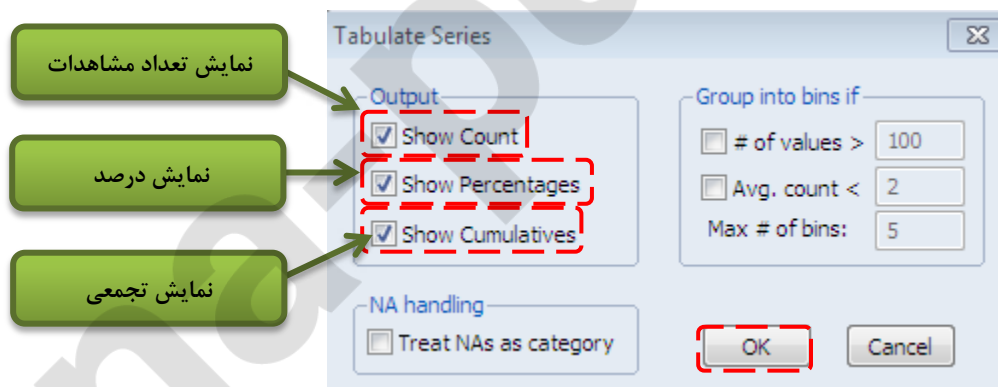 نمایش تعداد مشاهدات
نمایش درصد
نمایش تجمعی
Tabulate Series
Output
Show Count
Show Percentages
Show Cumulatives
Group into bins if
# of values > 100
Avg. count < 2
Max # of bins: 5
NA handling
Treat NAs as category
OK
Cancel